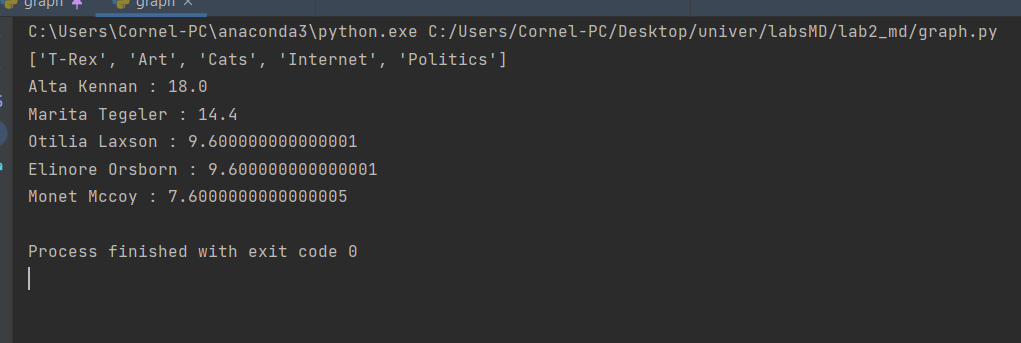 graph graph
C:\Users\Cornel-PC\anaconda3\python.exe C:/Users/Cornel-PC/Desktop/univer/labsMD/lab2_md/graph.py
['T-Rex', 'Art', 'Cats', 'Internet', 'Politics']
Alta Kennan : 18.0
Marita Tegeler : 14.4
Otilia Laxson : 9.600000000000001
Elinore Orsborn : 9.600000000000001
Monet Mccoy : 7.6000000000000005
Process finished with exit code 0